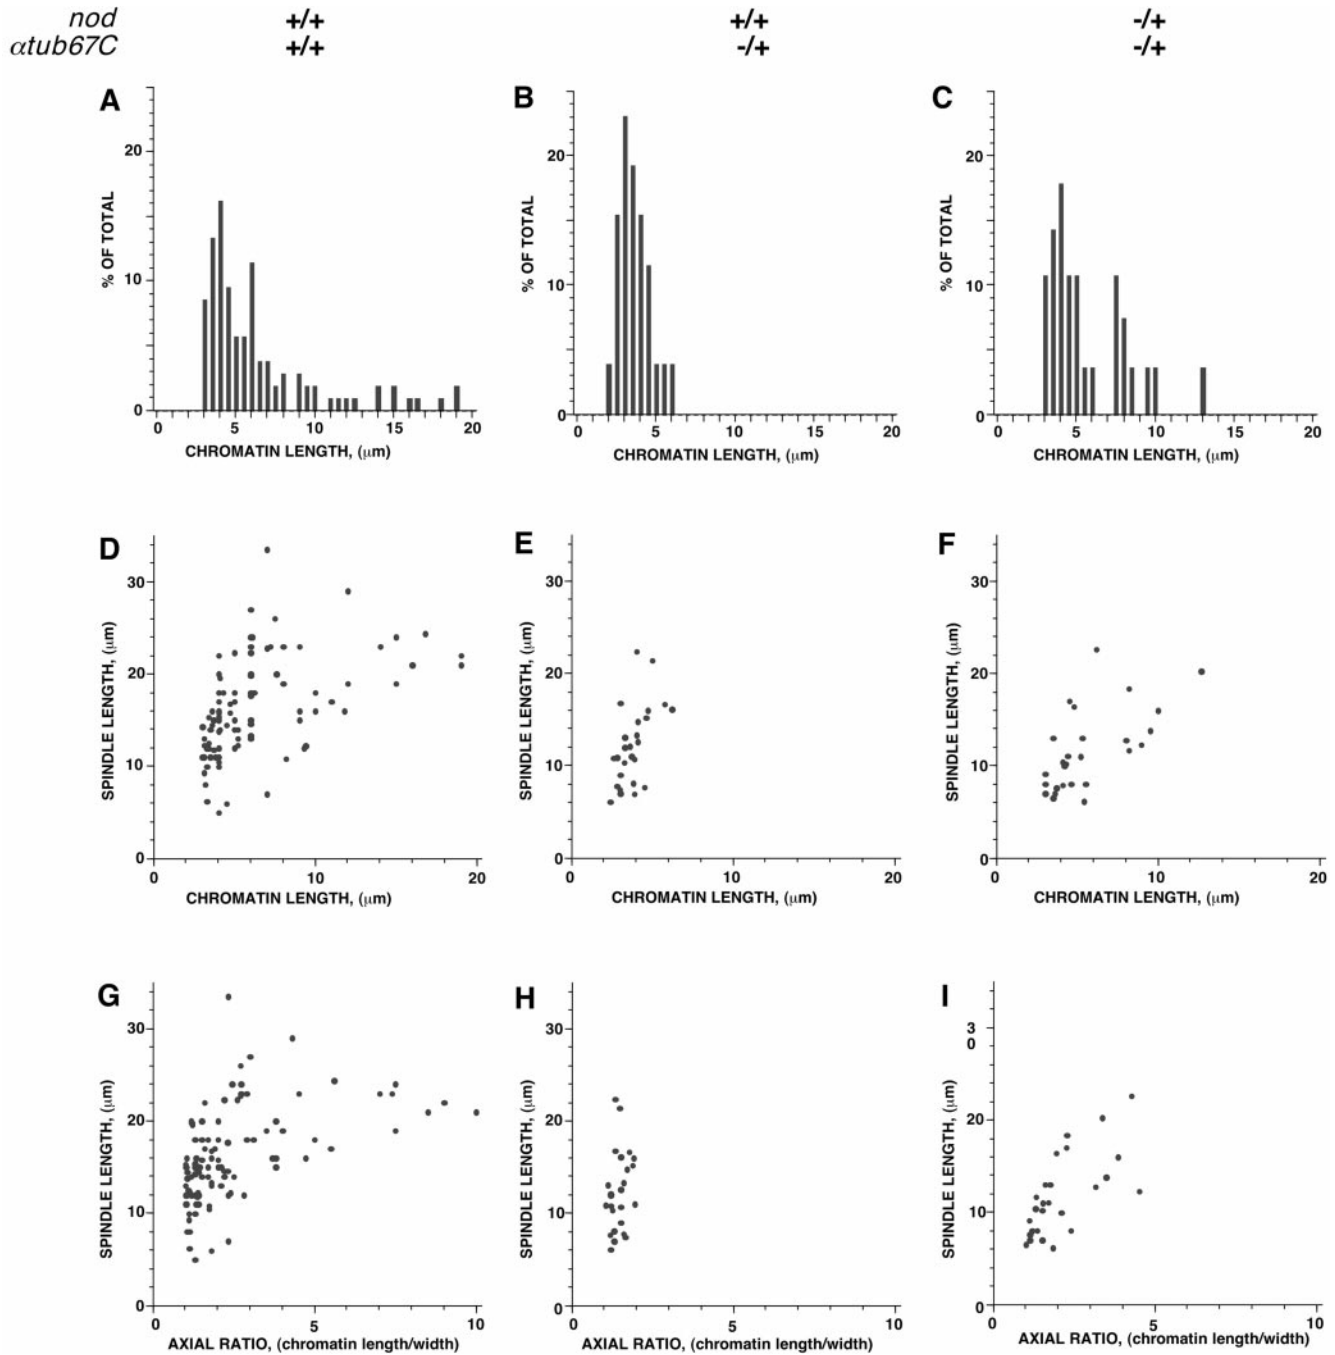 nod +/+ +/+ -/+
αtub67C +/+ -/+ -/+
A B C
% OF TOTAL % OF TOTAL % OF TOTAL
20 20 20
10 10 10
0 0 0
0 5 10 15 20 0 5 10 15 20 0 5 10 15 20
CHROMATIN LENGTH, (μm) CHROMATIN LENGTH, (μm) CHROMATIN LENGTH, (μm)
D E F
SPINDLE LENGTH, (μm) SPINDLE LENGTH, (μm) SPINDLE LENGTH, (μm)
30 30 30
20 20 20
10 10 10
0 0 0
0 10 20 0 10 20 0 10 20
CHROMATIN LENGTH, (μm) CHROMATIN LENGTH, (μm) CHROMATIN LENGTH, (μm)
G H I
SPINDLE LENGTH, (μm) SPINDLE LENGTH, (μm) SPINDLE LENGTH, (μm)
30 30 3
0
20 20 20
10 10 10
0 0 0
0 5 10 0 5 10 0 5 10
AXIAL RATIO, (chromatin length/width) AXIAL RATIO, (chromatin length/width) AXIAL RATIO, (chromatin length/width)